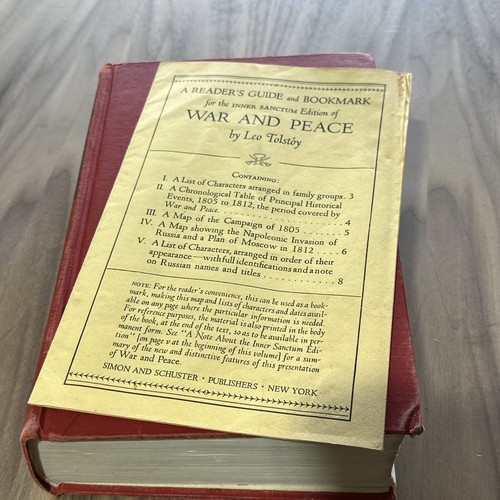 A READER'S GUIDE and BOOKMARK
for the INNER SANCTUM Edition of
WAR AND PEACE
by Leo Tolstóy
CONTAINING:
I. A List of Characters arranged in family groups. 3
II. A Chronological Table of Principal Historical
Events, 1805 to 1812, the period covered by
War and Peace. . . . . . . . . . . . . . . . . . . . 4
III. A Map of the Campaign of 1805 . . . . . . . 5
IV. A Map showing the Napoleonic Invasion of
Russia and a Plan of Moscow in 1812 . . . . 6
V. A List of Characters, arranged in order of their
appearance—with full identifications and a note
on Russian names and titles . . . . . . . . . . . 8
NOTE: For the reader's convenience, this can be used as a book-
mark, making this map and lists of characters and dates avail-
able on any page where the particular information is needed.
For reference purposes, the material is also printed in the body
of the book, at the end of the text, so as to be available in per-
manent form. See "A Note About the Inner Sanctum Edi-
tion" [on page v at the beginning of this volume] for a sum-
mary of the new and distinctive features of this presentation
of War and Peace.
SIMON AND SCHUSTER · PUBLISHERS · NEW YORK